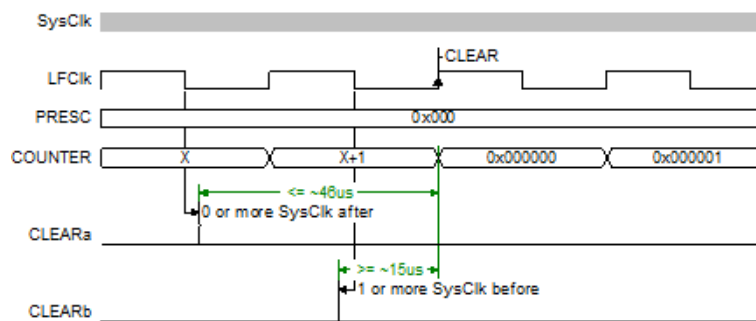 SysClk
CLEAR
LFClk
PRESC
0x000
COUNTER
X
X+1
0x000000
0x000001
<= ~46us
0 or more SysClk after
CLEARa
>= ~15us
1 or more SysClk before
CLEARb